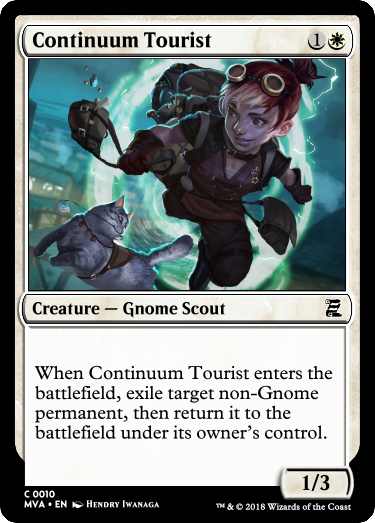 Continuum Tourist 1
Creature — Gnome Scout
When Continuum Tourist enters the
battlefield, exile target non-Gnome
permanent, then return it to the
battlefield under its owner's control.
1/3
C 0010
MVA • EN Hendry Iwanaga
™ & © 2018 Wizards of the Coast